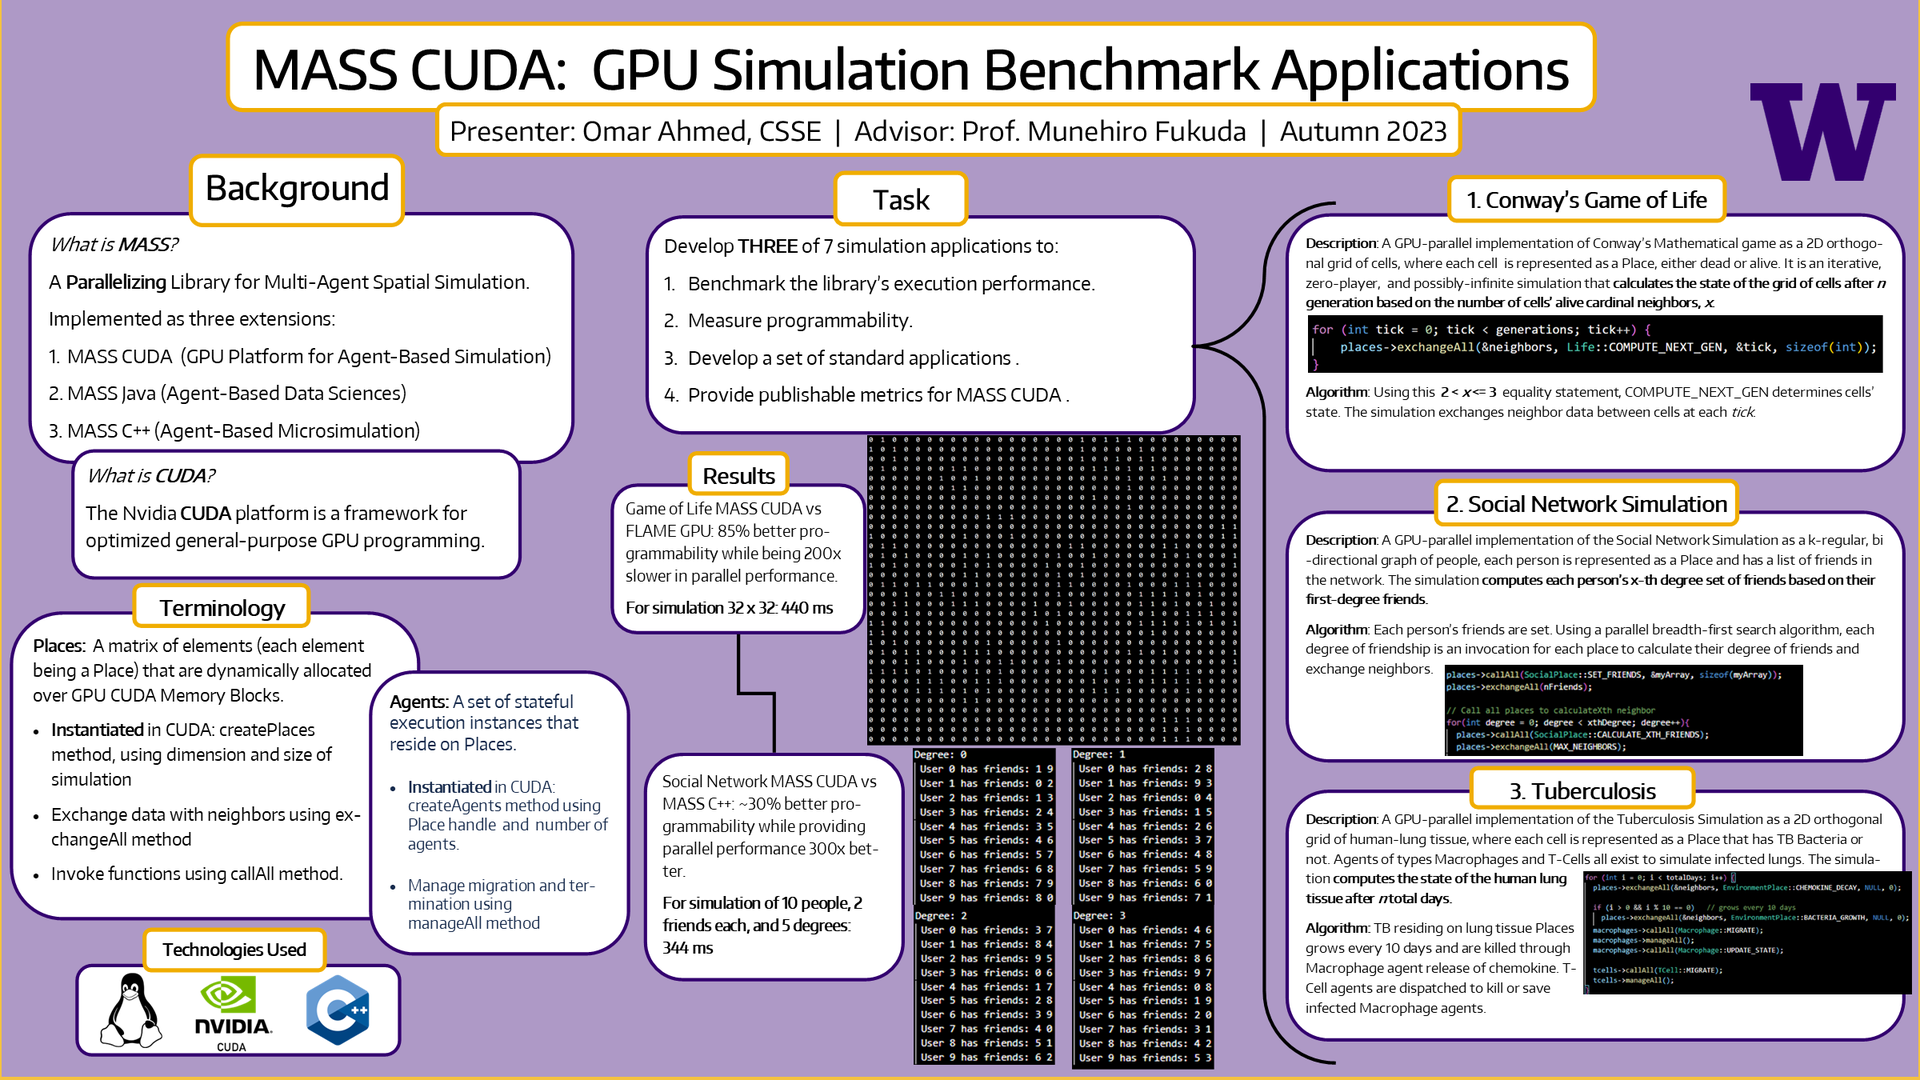 MASS CUDA:  GPU Simulation Benchmark Applications
Presenter: Omar Ahmed, CSSE | Advisor: Prof. Munehiro Fukuda | Autumn 2023
W
Background
What is MASS?
A Parallelizing Library for Multi-Agent Spatial Simulation.
Implemented as three extensions:
1. MASS CUDA (GPU Platform for Agent-Based Simulation)
2. MASS Java (Agent-Based Data Sciences)
3. MASS C++ (Agent-Based Microsimulation)
What is CUDA?
The Nvidia CUDA platform is a framework for
optimized general-purpose GPU programming.
Terminology
Places: A matrix of elements (each element
being a Place) that are dynamically allocated
over GPU CUDA Memory Blocks.
• Instantiated in CUDA: createPlaces
method, using dimension and size of
simulation
• Exchange data with neighbors using ex-
changeAll method
• Invoke functions using callAll method.
Agents: A set of stateful
execution instances that
reside on Places.
• Instantiated in CUDA:
createAgents method using
Place handle and number of
agents.
• Manage migration and ter-
mination using
manageAll method
Technologies Used
NVIDIA.
CUDA
C++
Task
Develop THREE of 7 simulation applications to:
1. Benchmark the library's execution performance.
2. Measure programmability.
3. Develop a set of standard applications .
4. Provide publishable metrics for MASS CUDA .
Results
Game of Life MASS CUDA vs
FLAME GPU: 85% better pro-
grammability while being 200x
slower in parallel performance.
For simulation 32 x 32: 440 ms
Social Network MASS CUDA vs
MASS C++: ~30% better pro-
grammability while providing
parallel performance 300x bet-
ter.
For simulation of 10 people, 2
friends each, and 5 degrees:
344 ms
Degree: 0
User 0 has friends: 1 9
User 1 has friends: 0 2
User 2 has friends: 1 3
User 3 has friends: 2 4
User 4 has friends: 3 5
User 5 has friends: 4 6
User 6 has friends: 5 7
User 7 has friends: 6 8
User 8 has friends: 7 9
User 9 has friends: 8 0
Degree: 1
User 0 has friends: 2 8
User 1 has friends: 9 3
User 2 has friends: 0 4
User 3 has friends: 1 5
User 4 has friends: 2 6
User 5 has friends: 3 7
User 6 has friends: 4 8
User 7 has friends: 5 9
User 8 has friends: 6 0
User 9 has friends: 7 1
Degree: 2
User 0 has friends: 3 7
User 1 has friends: 8 4
User 2 has friends: 9 5
User 3 has friends: 0 6
User 4 has friends: 1 7
User 5 has friends: 2 8
User 6 has friends: 3 9
User 7 has friends: 4 0
User 8 has friends: 5 1
User 9 has friends: 6 2
Degree: 3
User 0 has friends: 4 6
User 1 has friends: 7 5
User 2 has friends: 8 6
User 3 has friends: 9 7
User 4 has friends: 0 8
User 5 has friends: 1 9
User 6 has friends: 2 0
User 7 has friends: 3 1
User 8 has friends: 4 2
User 9 has friends: 5 3
1. Conway's Game of Life
Description: A GPU-parallel implementation of Conway's Mathematical game as a 2D orthogo-
nal grid of cells, where each cell is represented as a Place, either dead or alive. It is an iterative,
zero-player, and possibly-infinite simulation that calculates the state of the grid of cells after n
generation based on the number of cells' alive cardinal neighbors, x.
for (int tick = 0; tick < generations; tick++) {
places->exchangeAll(&neighbors, Life::COMPUTE_NEXT_GEN, &tick, sizeof(int));
}
Algorithm: Using this 2 < x <= 3 equality statement, COMPUTE_NEXT_GEN determines cells'
state. The simulation exchanges neighbor data between cells at each tick.
2. Social Network Simulation
Description: A GPU-parallel implementation of the Social Network Simulation as a k-regular, bi
-directional graph of people, each person is represented as a Place and has a list of friends in
the network. The simulation computes each person's x-th degree set of friends based on their
first-degree friends.
Algorithm: Each person's friends are set. Using a parallel breadth-first search algorithm, each
degree of friendship is an invocation for each place to calculate their degree of friends and
exchange neighbors.
places->callAll(SocialPlace::SET_FRIENDS, &myArray, sizeof(myArray));
places->exchangeAll(nFriends);
// Call all places to calculateXth neighbor
for(int degree = 0; degree < xthDegree; degree++){
places->callAll(SocialPlace::CALCULATE_XTH_FRIENDS);
places->exchangeAll(MAX_NEIGHBORS);
3. Tuberculosis
Description: A GPU-parallel implementation of the Tuberculosis Simulation as a 2D orthogonal
grid of human-lung tissue, where each cell is represented as a Place that has TB Bacteria or
not. Agents of types Macrophages and T-Cells all exist to simulate infected lungs. The simula-
tion computes the state of the human lung
tissue after n total days.
Algorithm: TB residing on lung tissue Places
grows every 10 days and are killed through
Macrophage agent release of chemokine. T-
Cell agents are dispatched to kill or save
infected Macrophage agents.
for (int i = 0; i < totalDays; i++) {
places->exchangeAll(&neighbors, EnvironmentPlace::CHEMOKINE_DECAY, NULL, 0);
if (i > 0 && i % 10 == 0)   // grows every 10 days
places->exchangeAll(&neighbors, EnvironmentPlace::BACTERIA_GROWTH, NULL, 0);
macrophages->callAll(Macrophage::MIGRATE);
macrophages->manageAll();
macrophages->callAll(Macrophage::UPDATE_STATE);
tcells->callAll(TCell::MIGRATE);
tcells->manageAll();
}